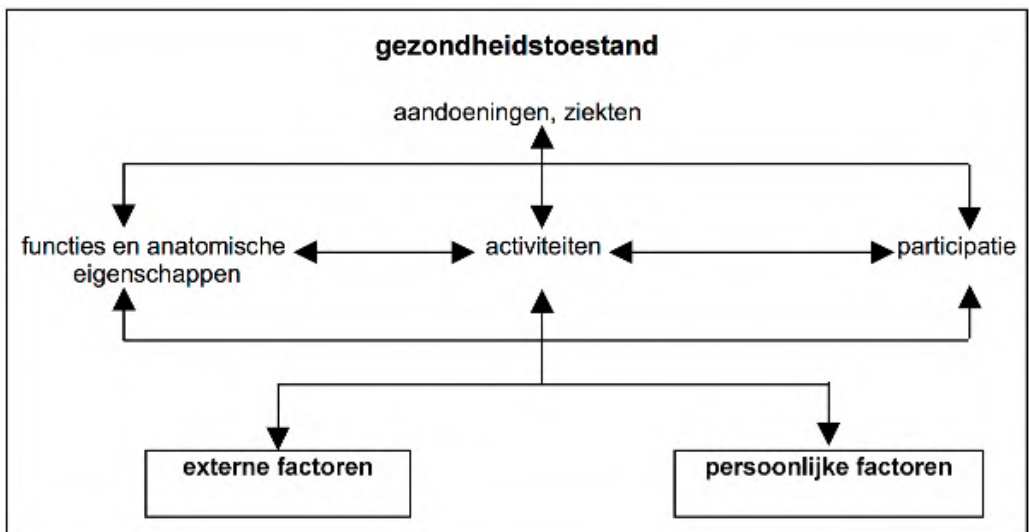 gezondheidstoestand
aandoeningen, ziekten
functies en anatomische
eigenschappen
activiteiten
participatie
externe factoren
persoonlijke factoren